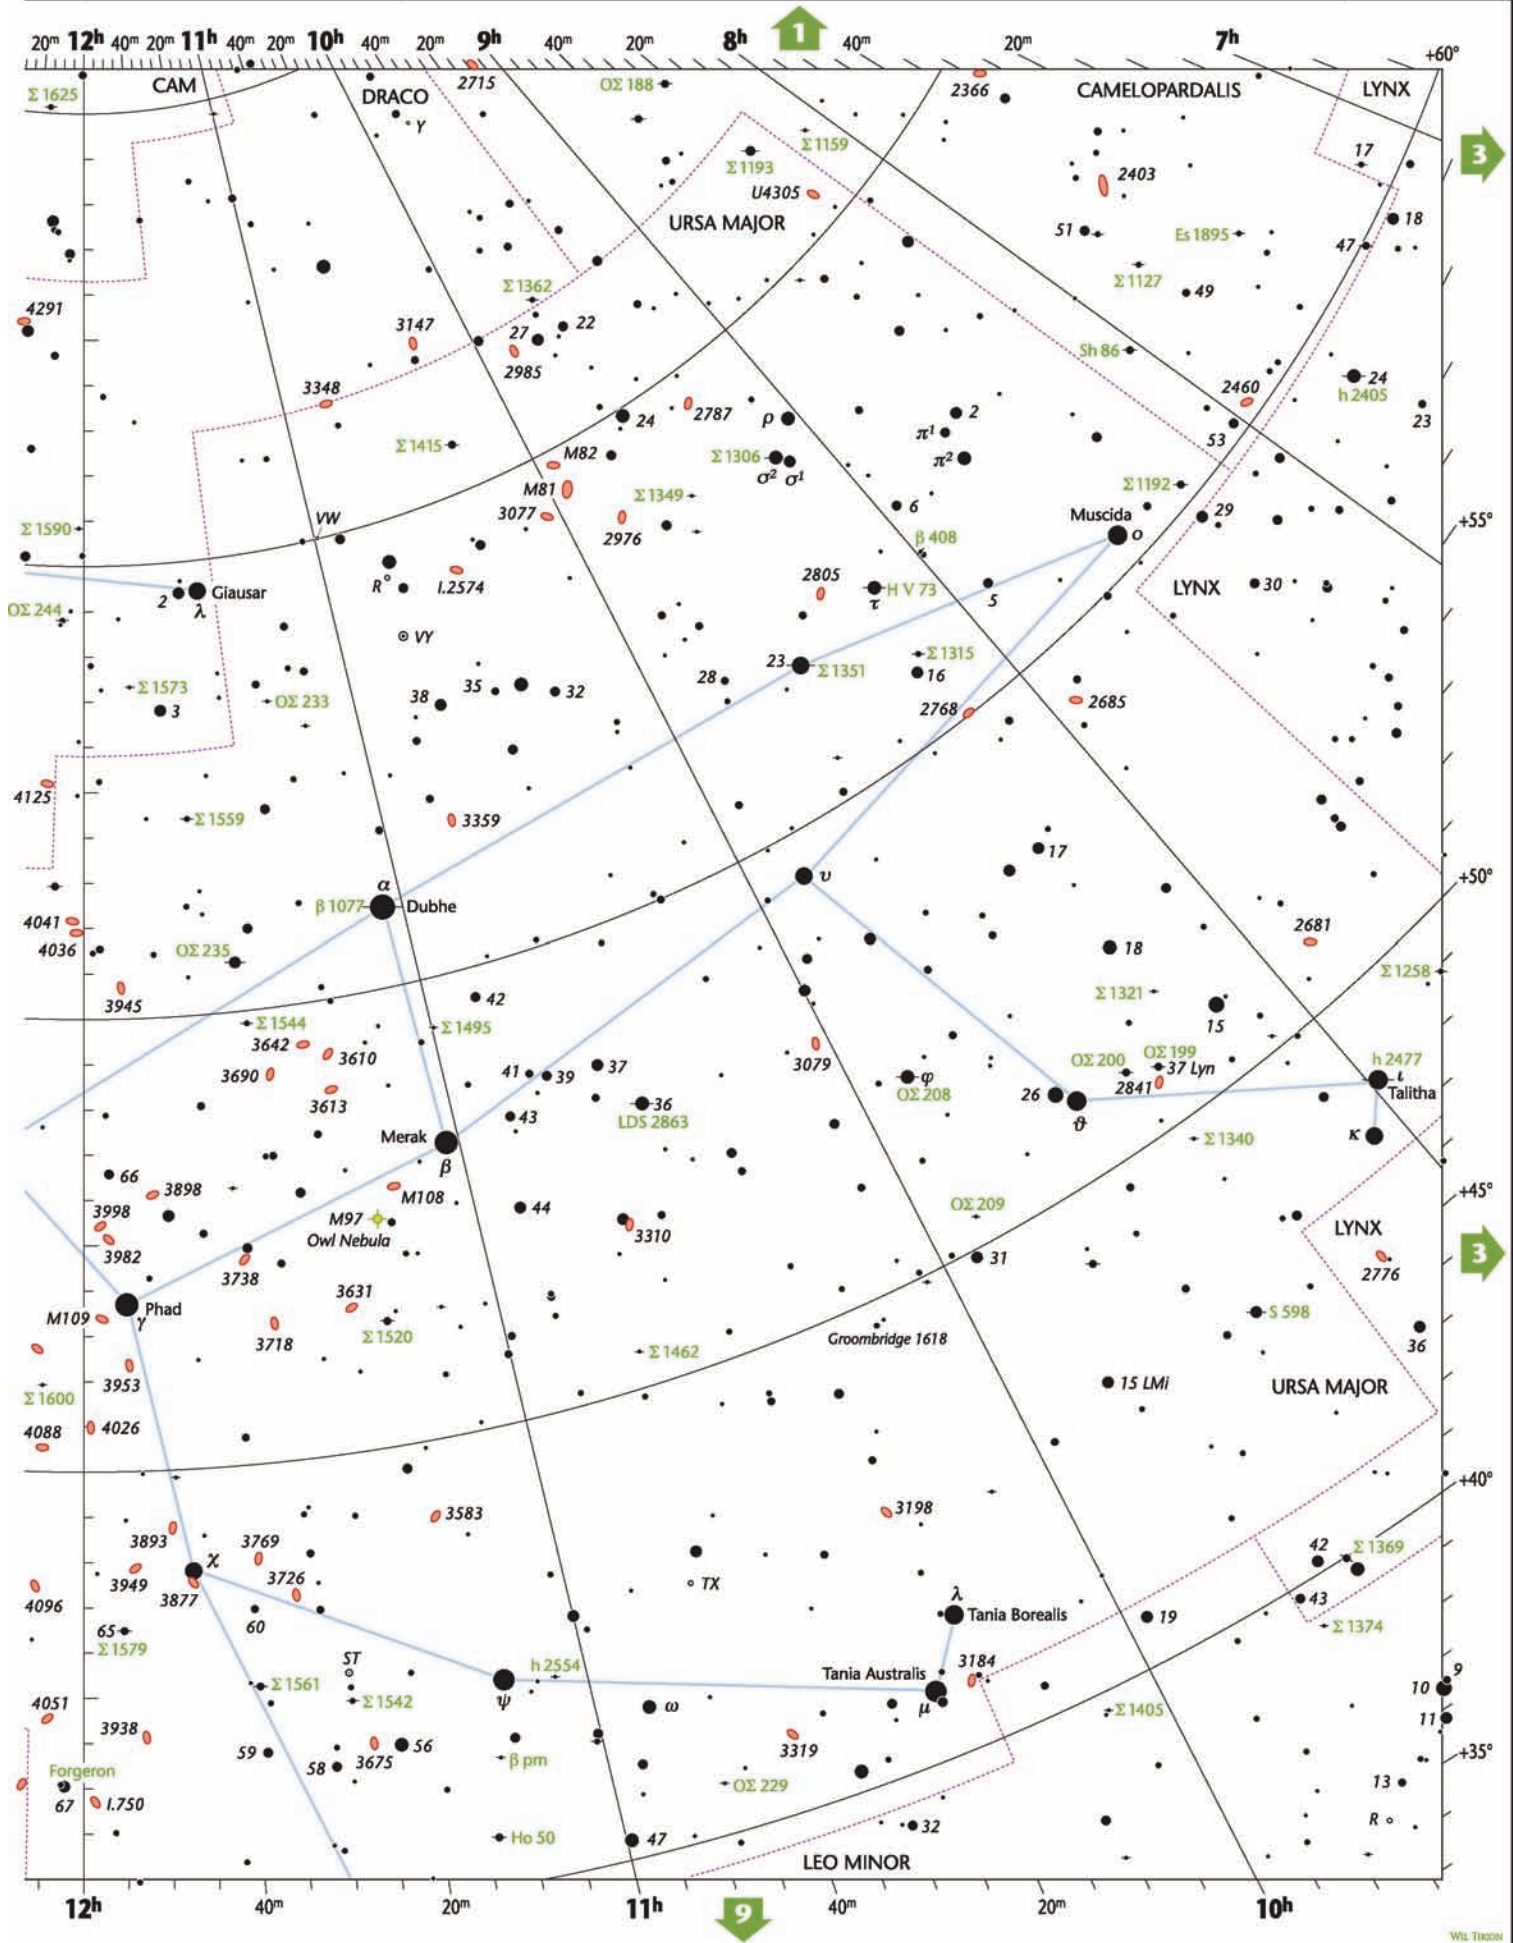 1
20m 12h 40m 20m 11h 40m 20m 10h 40m 20m 9h 40m 20m 8h 40m 20m 7h
+60°
Σ 1625
CAM
DRACO
Y
2715
ΟΣ 188
2366
CAMELOPARDALIS
LYNX
Σ 1159
Σ 1193
U4305
2403
17
3
URSA MAJOR
51
Es 1895
18
47
Σ 1127
49
4291
Σ 1362
3147
27
22
2985
Sh 86
24
h 2405
3348
2460
23
2787
24
ρ
2
53
π1
Σ 1415
M82
Σ 1306
σ2 σ1
π2
M81
Σ 1349
Σ 1192
3077
6
29
+55°
VW
Muscida
ο
Σ 1590
2976
β 408
R
I.2574
2805
H V 73
τ
5
LYNX
30
2
λ
Giausar
ΟΣ 244
VY
23
Σ 1351
Σ 1315
16
28
Σ 1573
3
ΟΣ 233
38
35
32
2768
2685
4125
Σ 1559
3359
17
υ
+50°
α
β 1077
Dubhe
4041
4036
ΟΣ 235
2681
18
Σ 1258
3945
42
Σ 1321
15
Σ 1544
Σ 1495
3642
3610
3079
ΟΣ 199
ΟΣ 200
37 Lyn
h 2477
ι
Talitha
3690
3613
41
39
37
φ
ΟΣ 208
2841
26
ϑ
36
LDS 2863
43
Merak
β
Σ 1340
κ
66
3898
M108
+45°
3998
3982
M97
Owl Nebula
44
3310
ΟΣ 209
LYNX
3738
31
2776
3
Phad
γ
M109
3631
3718
Σ 1520
S 598
Groombridge 1618
36
Σ 1462
3953
Σ 1600
15 LMi
URSA MAJOR
4088
4026
+40°
3583
3198
3893
3769
χ
42
Σ 1369
3949
3877
3726
TX
4096
λ
Tania Borealis
43
60
19
65
Σ 1579
Σ 1374
ST
h 2554
Tania Australis
3184
9
Σ 1561
Σ 1542
ψ
ω
μ
10
4051
Σ 1405
11
3938
3319
59
58
3675
56
β pm
+35°
Forgeron
ΟΣ 229
13
67
I.750
R
Ho 50
47
32
LEO MINOR
12h 40m 20m 11h 40m 20m 10h
9
WIL TIRION